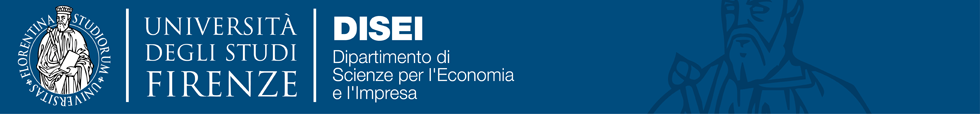 FLORENTINA STUDIORUM UNIVERSITAS
UNIVERSITÀ
DEGLI STUDI
FIRENZE
DISEI
Dipartimento di
Scienze per l'Economia
e l'Impresa